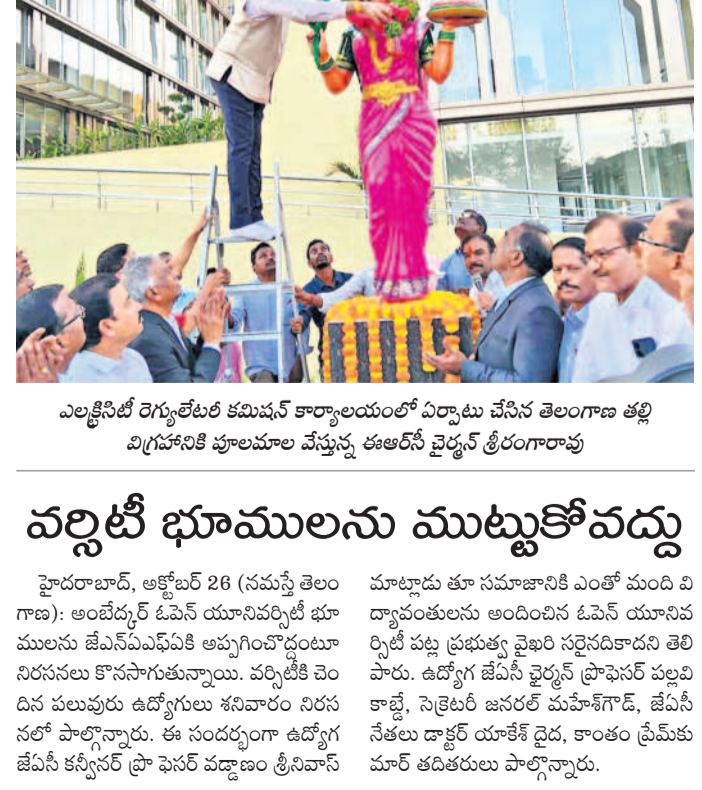 ఎలక్ట్రిసిటీ రెగ్యులేటరీ కమిషన్ కార్యాలయంలో ఏర్పాటు చేసిన తెలంగాణ తల్లి
విగ్రహానికి పూలమాల వేస్తున్న ఈఆర్‌సీ చైర్మన్ శ్రీరంగారావు
వర్సిటీ భూములను ముట్టుకోవద్దు
హైదరాబాద్, అక్టోబర్ 26 (నమస్తే తెలం
గాణ): అంబేద్కర్ ఓపెన్ యూనివర్సిటీ భూ
ములను జేఎన్ఏఎఫ్ఏకి అప్పగించొద్దంటూ
నిరసనలు కొనసాగుతున్నాయి. వర్సిటీకి చెం
దిన పలువురు ఉద్యోగులు శనివారం నిరస
నలో పాల్గొన్నారు. ఈ సందర్భంగా ఉద్యోగ
జేఏసీ కన్వీనర్ ప్రొ ఫెసర్ వడ్డాణం శ్రీనివాస్
మాట్లాడు తూ సమాజానికి ఎంతో మంది వి
ద్యావంతులను అందించిన ఓపెన్ యూనివ
ర్సిటీ పట్ల ప్రభుత్వ వైఖరి సరైనదికాదని తెలి
పారు. ఉద్యోగ జేఏసీ ఛైర్మన్ ప్రొఫెసర్ పల్లవి
కాబ్డే, సెక్రెటరీ జనరల్ మహేశ్‌గౌడ్, జేఏసీ
నేతలు డాక్టర్ యాకేశ్ దైద, కాంతం ప్రేమ్‌కు
మార్ తదితరులు పాల్గొన్నారు.